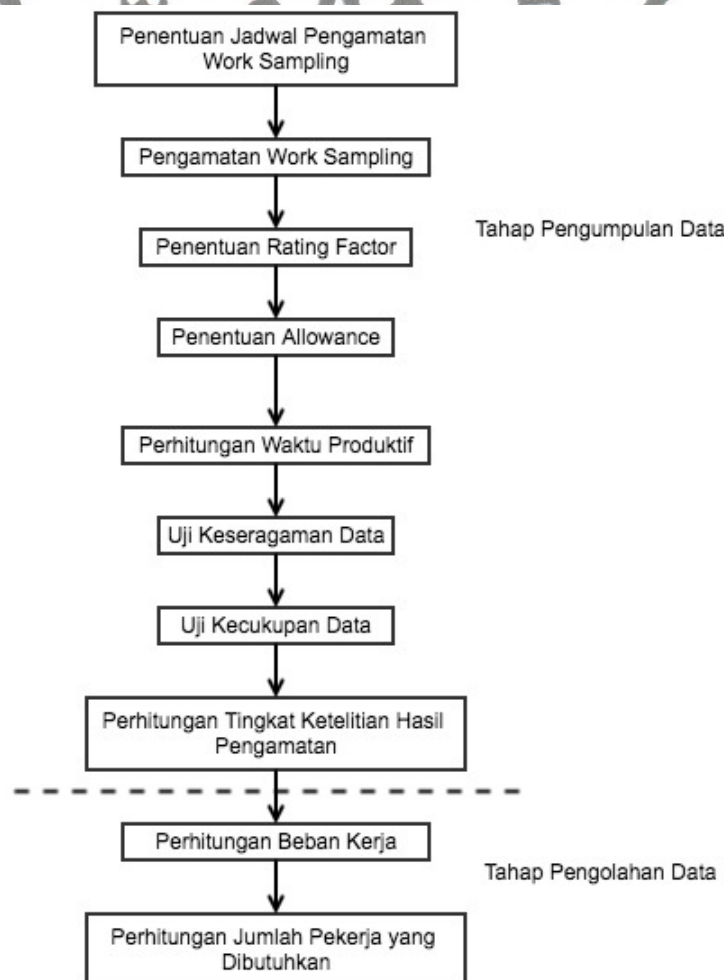 Penentuan Jadwal Pengamatan
Work Sampling
Pengamatan Work Sampling
Tahap Pengumpulan Data
Penentuan Rating Factor
Penentuan Allowance
Perhitungan Waktu Produktif
Uji Keseragaman Data
Uji Kecukupan Data
Perhitungan Tingkat Ketelitian Hasil
Pengamatan
Perhitungan Beban Kerja
Tahap Pengolahan Data
Perhitungan Jumlah Pekerja yang
Dibutuhkan